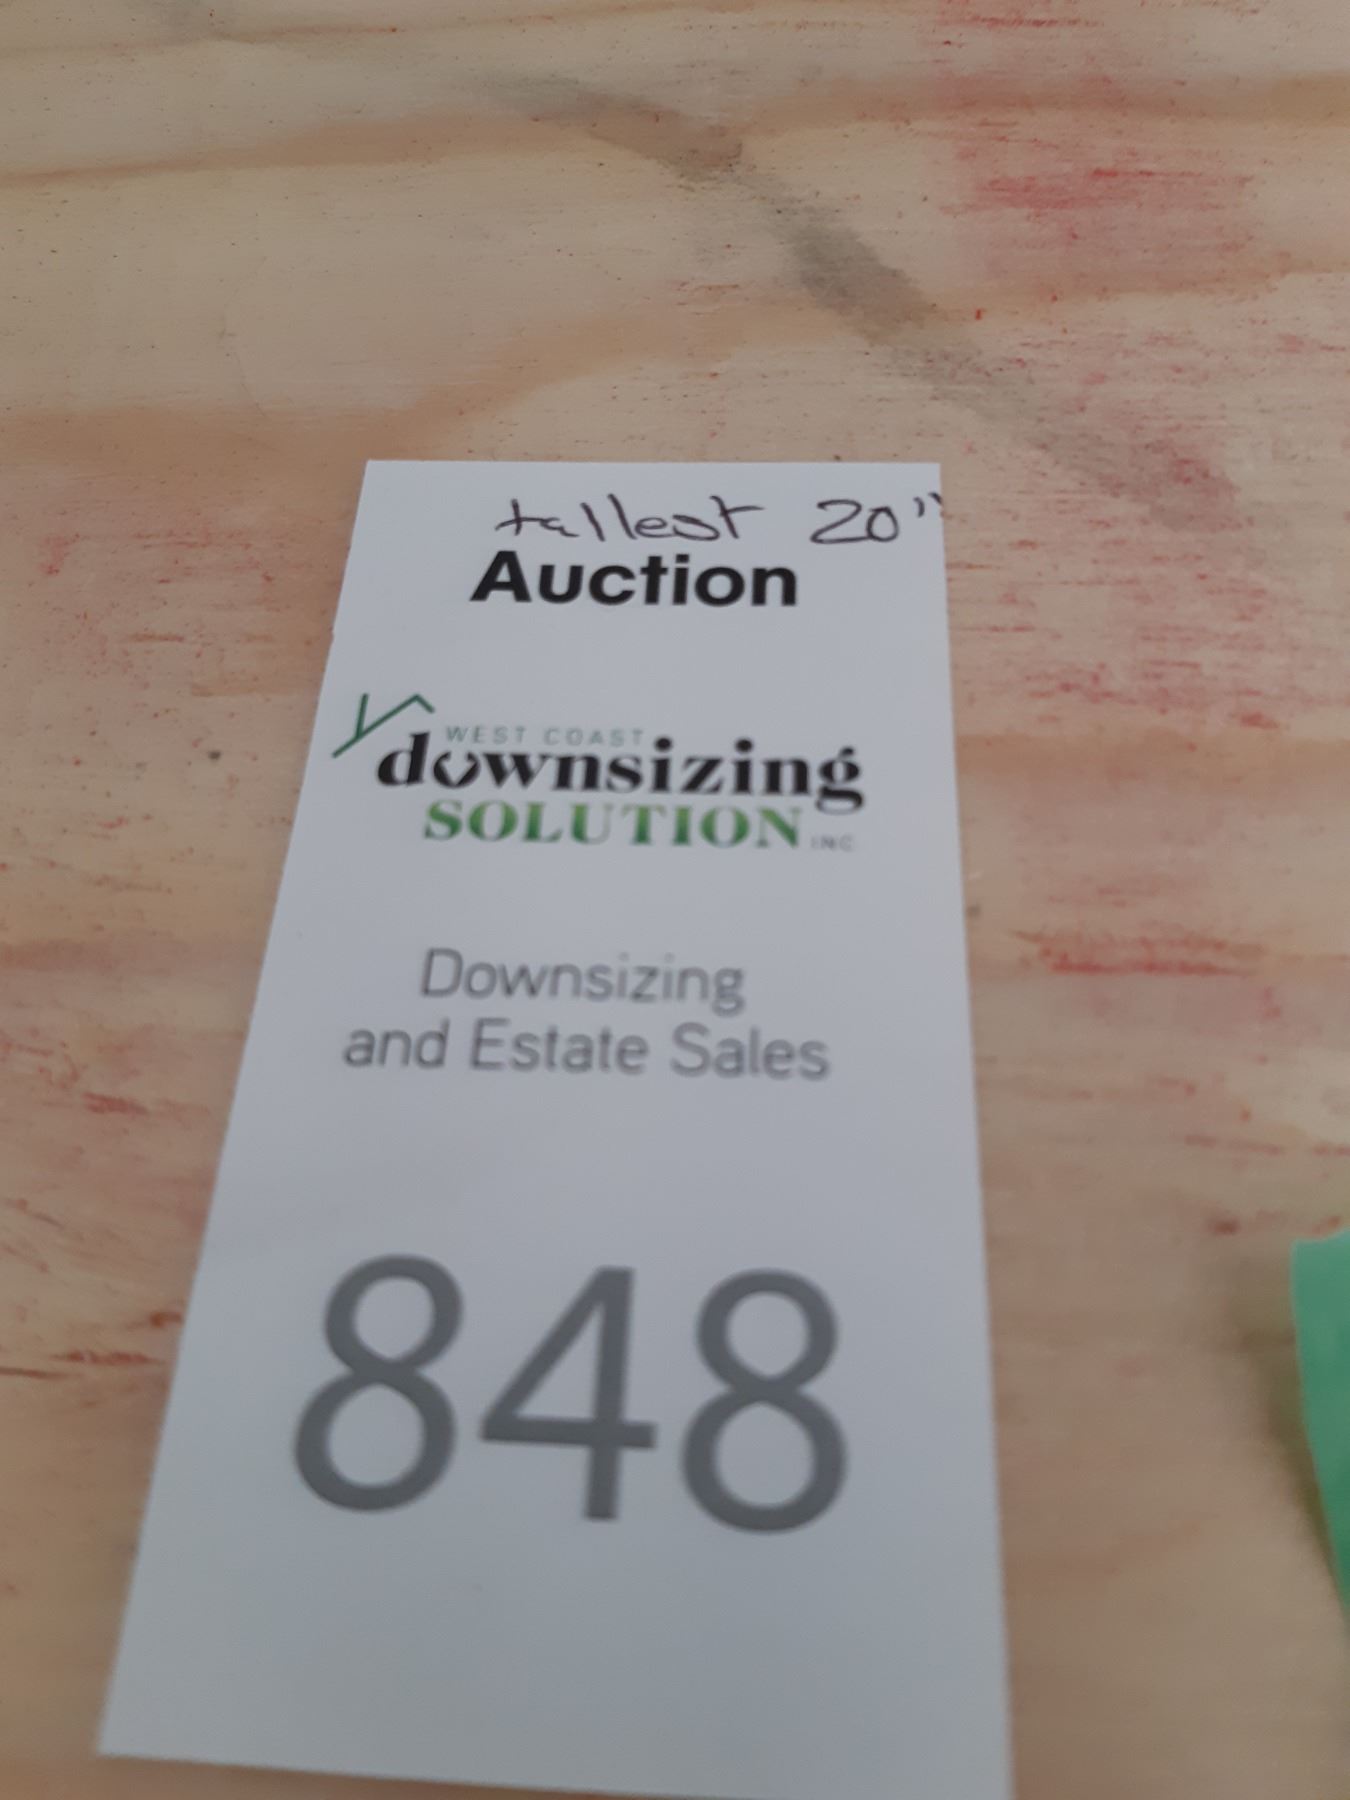 tallest 20"
Auction
WEST COAST
downsizing
SOLUTION INC
Downsizing
and Estate Sales
848